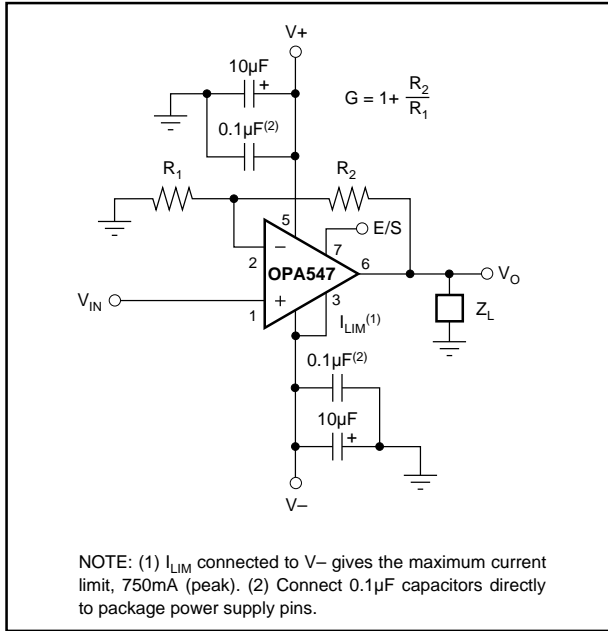 V+
10µF
+
G = 1+ R2/R1
0.1µF(2)
R1
R2
5
E/S
7
–
2
OPA547
6
VO
VIN
+
1
3
ILIM(1)
ZL
0.1µF(2)
10µF
+
V–
NOTE: (1) ILIM connected to V– gives the maximum current
limit, 750mA (peak). (2) Connect 0.1µF capacitors directly
to package power supply pins.